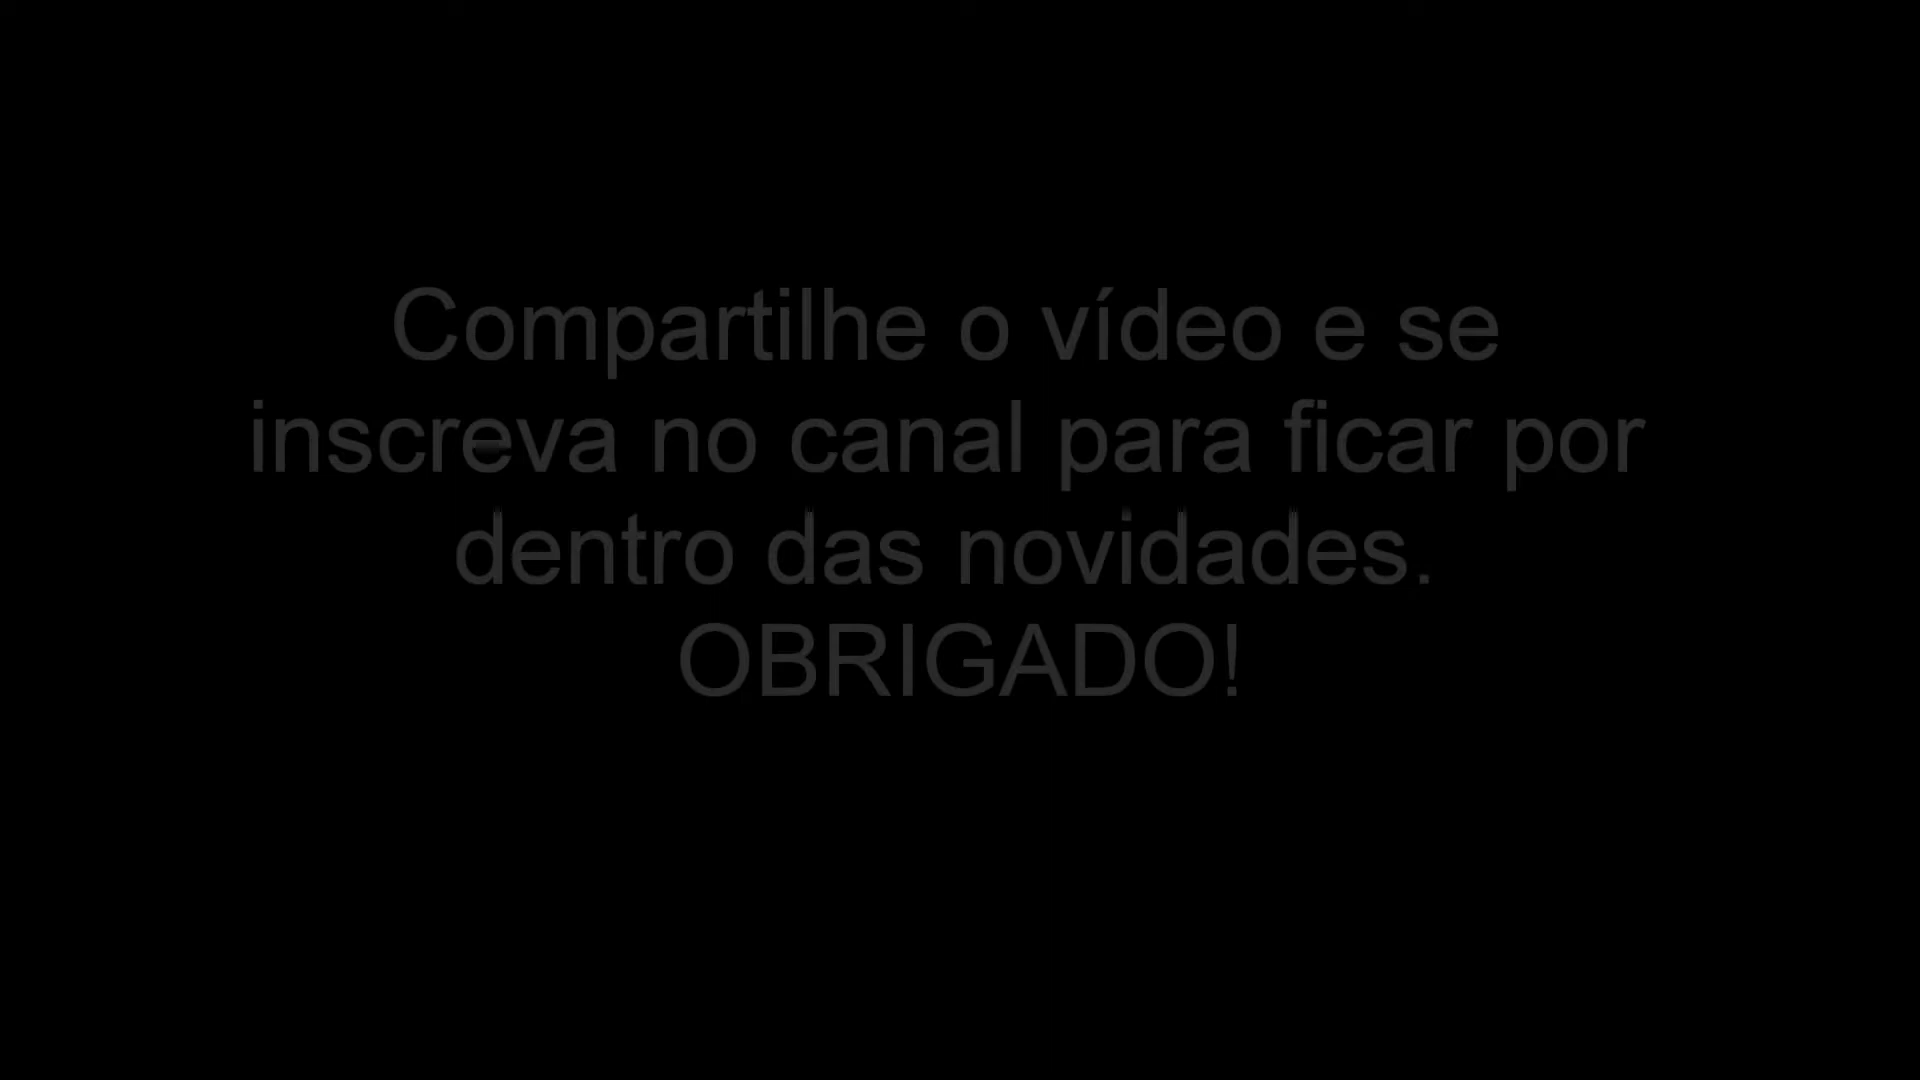 Compartilhe o vídeo e se
inscreva no canal para ficar por
dentro das novidades.
OBRIGADO!